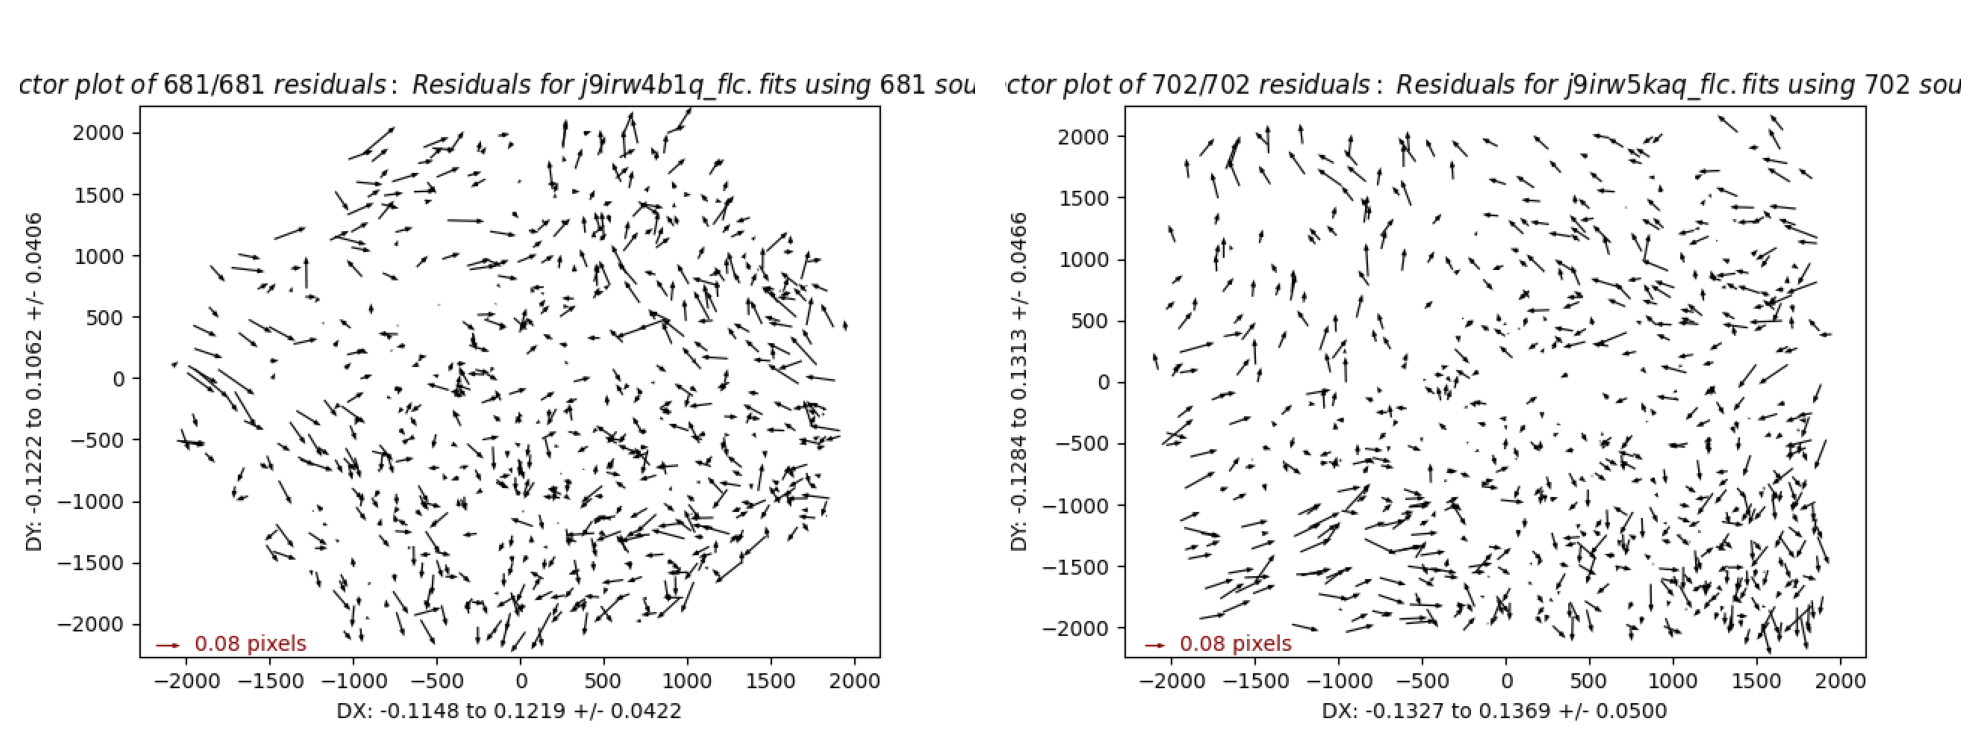 ctor plot of 681/681 residuals: Residuals for j9irw4b1q_flc.fits using 681 sou
2000
1500
1000
500
0
−500
−1000
−1500
−2000
DY: -0.1222 to 0.1062 +/- 0.0406
0.08 pixels
−2000 −1500 −1000 −500 0 500 1000 1500 2000
DX: -0.1148 to 0.1219 +/- 0.0422
ctor plot of 702/702 residuals: Residuals for j9irw5kaq_flc.fits using 702 sou
2000
1500
1000
500
0
−500
−1000
−1500
−2000
DY: -0.1284 to 0.1313 +/- 0.0466
0.08 pixels
−2000 −1500 −1000 −500 0 500 1000 1500 2000
DX: -0.1327 to 0.1369 +/- 0.0500